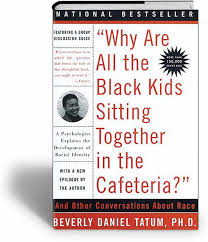 NATIONAL BESTSELLER
FEATURING A GROUP
DISCUSSION GUIDE
"Why Are
All the
Black Kids
Sitting
Together
in the
Cafeteria?"
A Psychologist
Explains the
Development of
Racial Identity
WITH A NEW
EPILOGUE BY
THE AUTHOR
And Other Conversations About Race
BEVERLY DANIEL TATUM, PH.D.